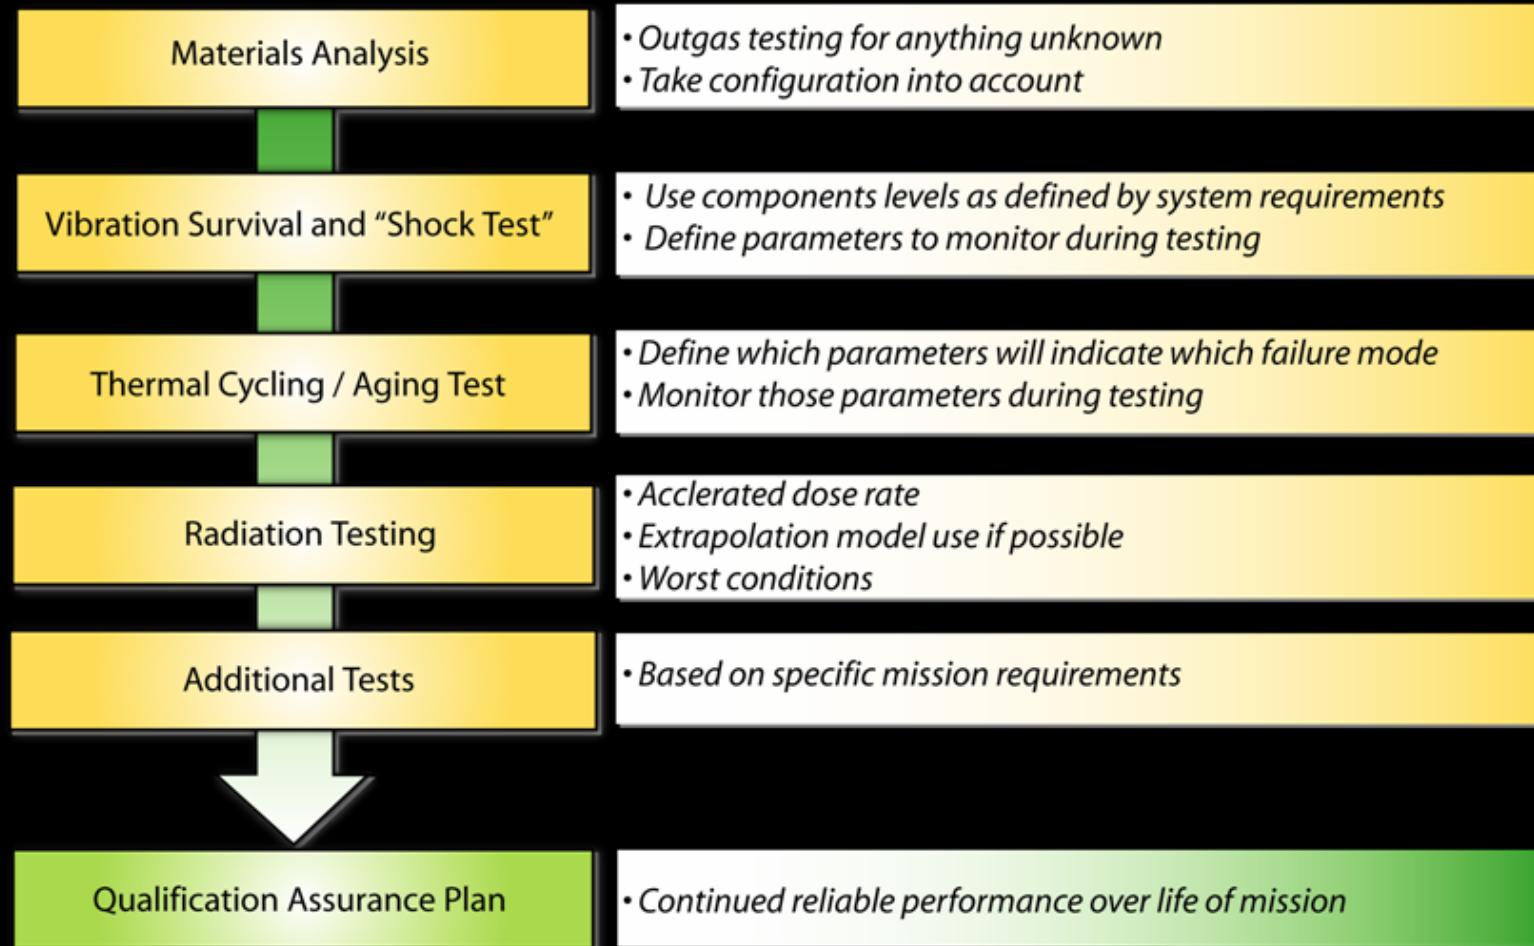 Materials Analysis
• Outgas testing for anything unknown
• Take configuration into account
Vibration Survival and “Shock Test”
• Use components levels as defined by system requirements
• Define parameters to monitor during testing
Thermal Cycling / Aging Test
• Define which parameters will indicate which failure mode
• Monitor those parameters during testing
Radiation Testing
• Acclerated dose rate
• Extrapolation model use if possible
• Worst conditions
Additional Tests
• Based on specific mission requirements
Qualification Assurance Plan
• Continued reliable performance over life of mission